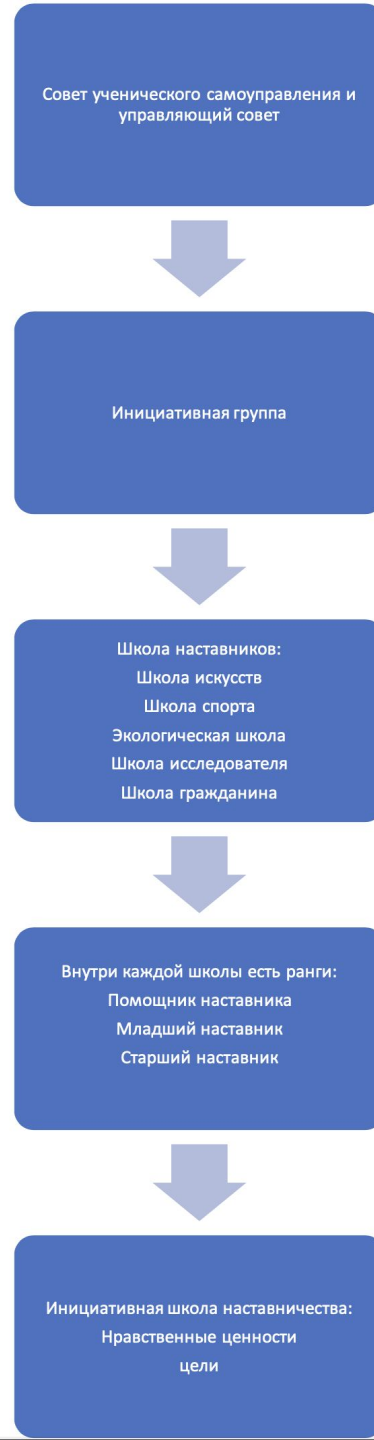 Совет ученического самоуправления и
управляющий совет
Инициативная группа
Школа наставников:
Школа искусств
Школа спорта
Экологическая школа
Школа исследователя
Школа гражданина
Внутри каждой школы есть ранги:
Помощник наставника
Младший наставник
Старший наставник
Инициативная школа наставничества:
Нравственные ценности
цели